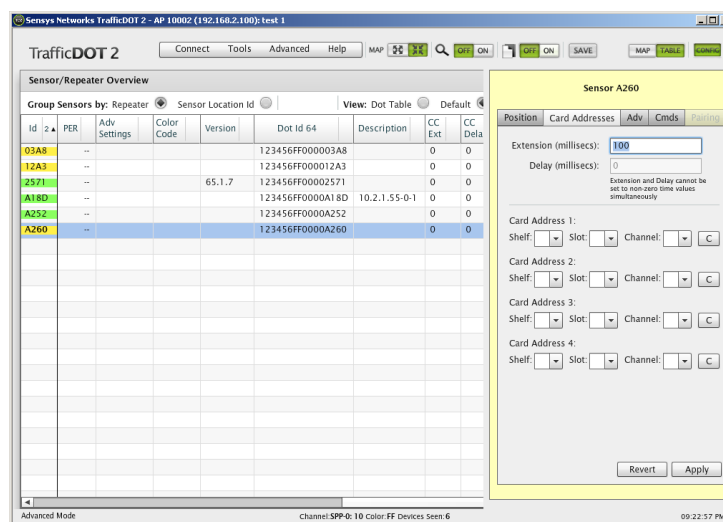 Sensys Networks TrafficDOT 2 - AP 10002 (192.168.2.100): test 1
TrafficDOT 2
Connect Tools Advanced Help MAP OFF ON OFF ON SAVE MAP TABLE CONFIG
Sensor/Repeater Overview
Group Sensors by: Repeater Sensor Location Id View: Dot Table Default
Id 2 PER Adv Settings Color Code Version Dot Id 64 Description CC Ext CC Dela
03A8 -- 123456FF000003A8 0 0
12A3 -- 123456FF000012A3 0 0
2571 -- 65.1.7 123456FF00002571 0 0
A18D -- 123456FF0000A18D 10.2.1.55-0-1 0 0
A252 -- 123456FF0000A252 0 0
A260 -- 123456FF0000A260 0 0
Sensor A260
Position Card Addresses Adv Cmds Pairing
Extension (millisecs): 100
Delay (millisecs): 0
Extension and Delay cannot be
set to non-zero time values
simultaneously
Card Address 1:
Shelf: Slot: Channel: C
Card Address 2:
Shelf: Slot: Channel: C
Card Address 3:
Shelf: Slot: Channel: C
Card Address 4:
Shelf: Slot: Channel: C
Revert Apply
Advanced Mode Channel:SPP-0: 10 Color:FF Devices Seen:6 09:22:57 PM